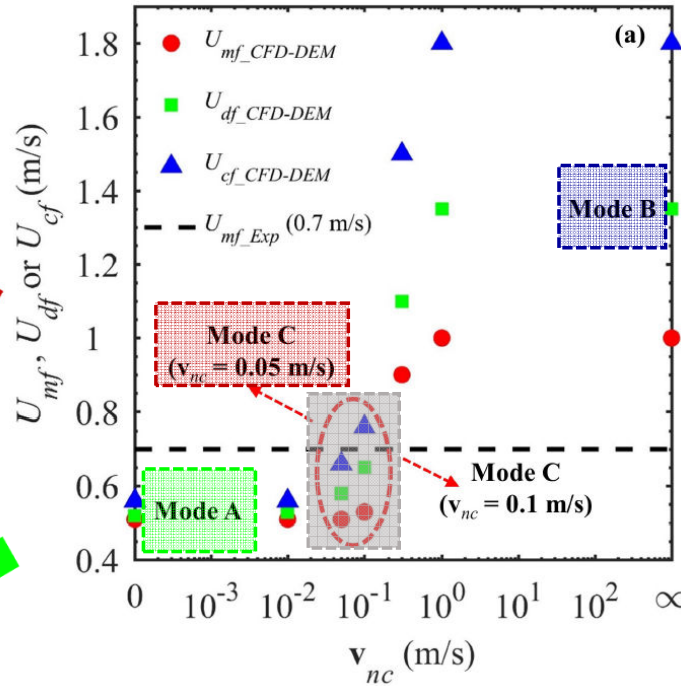 (a)
U_mf_CFD-DEM
U_df_CFD-DEM
U_cf_CFD-DEM
U_mf_Exp (0.7 m/s)
U_mf, U_df or U_cf (m/s)
1.8
1.6
1.4
1.2
1
0.8
0.6
0.4
Mode B
Mode C
(v_nc = 0.05 m/s)
Mode C
(v_nc = 0.1 m/s)
Mode A
0 10^-3 10^-2 10^-1 10^0 10^2 ∞
v_nc (m/s)